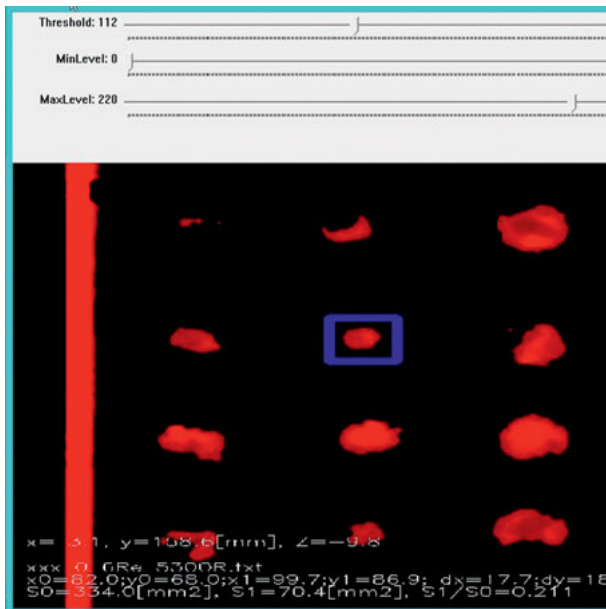 Threshold: 112
MinLevel: 0
MaxLevel: 220
y=168.6[mm], Z=-9.8
5300R.txt
x0=82.0;y0=68.0;x1=99.7;y1=86.9; dx=17.7;dy=18
S0=334.0[mm2], S1=70.4[mm2], S1/S0=0.211